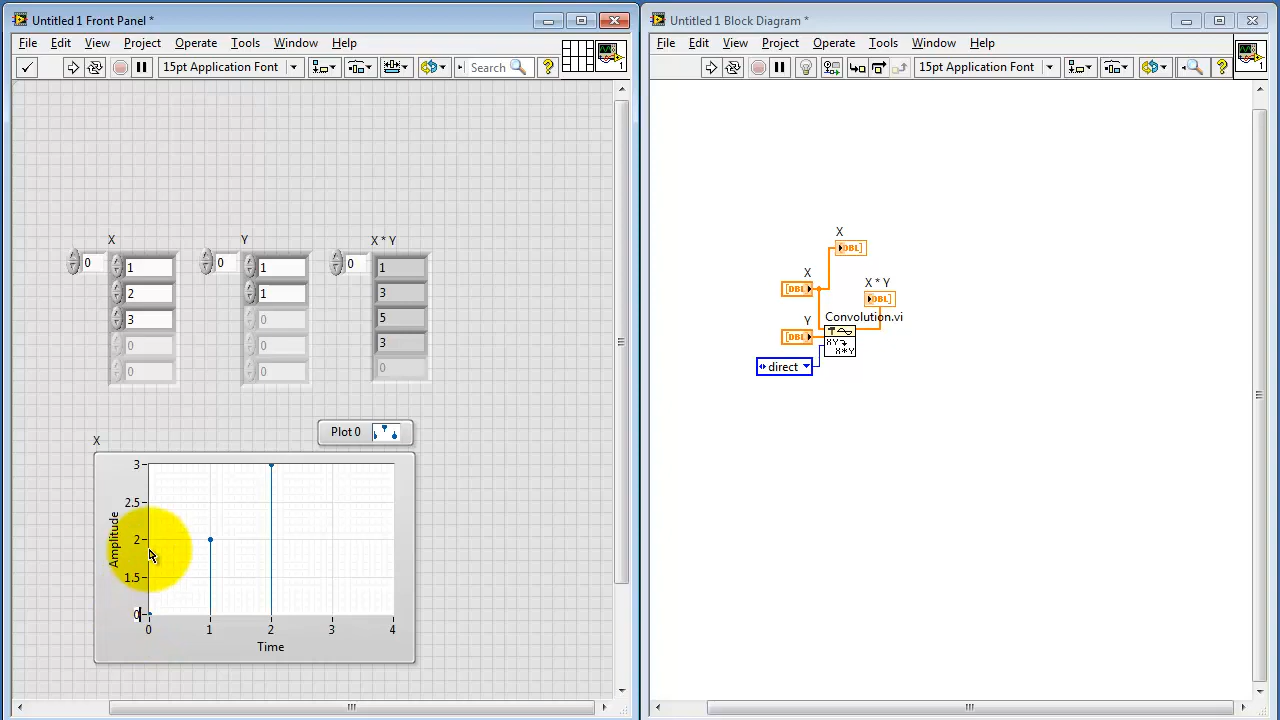 Untitled 1 Front Panel *
File Edit View Project Operate Tools Window Help
15pt Application Font
Search
?
1
X
Y
X * Y
0
1
2
3
0
0
0
1
1
0
0
0
0
1
3
5
3
0
X
Plot 0
Amplitude
3
2.5
2
1.5
0
0 1 2 3 4
Time
Untitled 1 Block Diagram *
File Edit View Project Operate Tools Window Help
15pt Application Font
?
1
X
DBL]
X
[DBL
X * Y
DBL]
Y
[DBL
Convolution.vi
XY
X*Y
direct